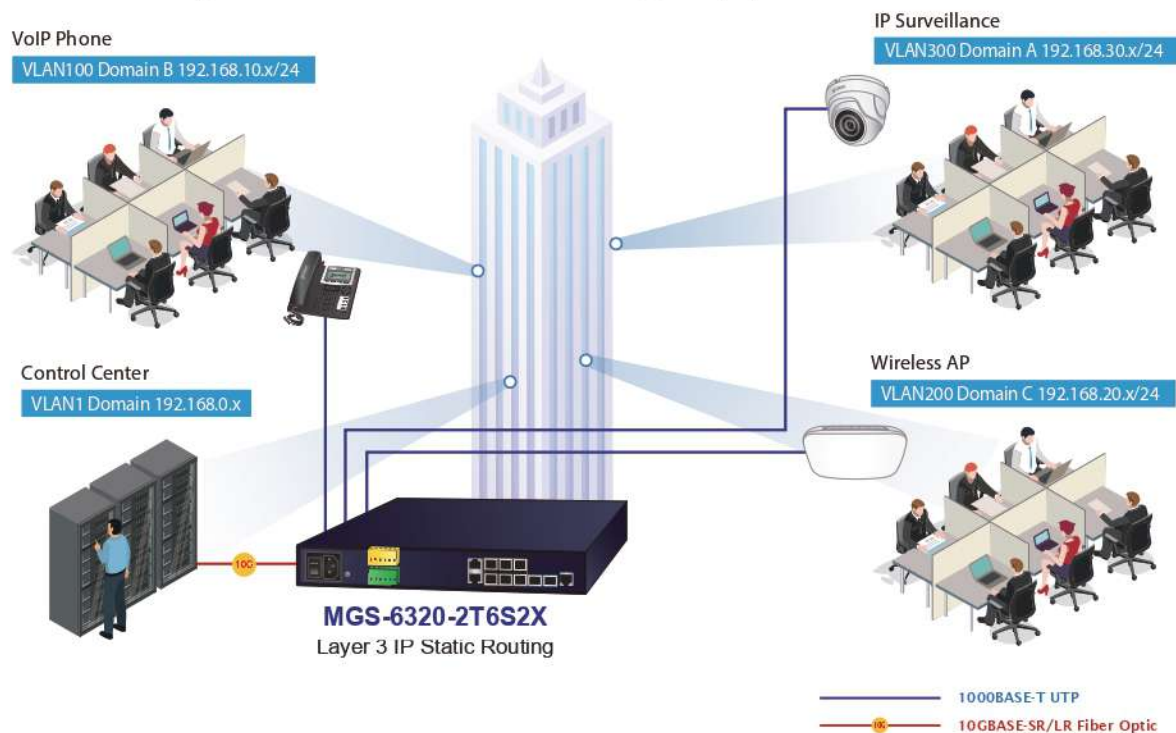 VoIP Phone
VLAN100 Domain B 192.168.10.x/24
IP Surveillance
VLAN300 Domain A 192.168.30.x/24
Control Center
VLAN1 Domain 192.168.0.x
Wireless AP
VLAN200 Domain C 192.168.20.x/24
10G
MGS-6320-2T6S2X
Layer 3 IP Static Routing
1000BASE-T UTP
10G
10GBASE-SR/LR Fiber Optic